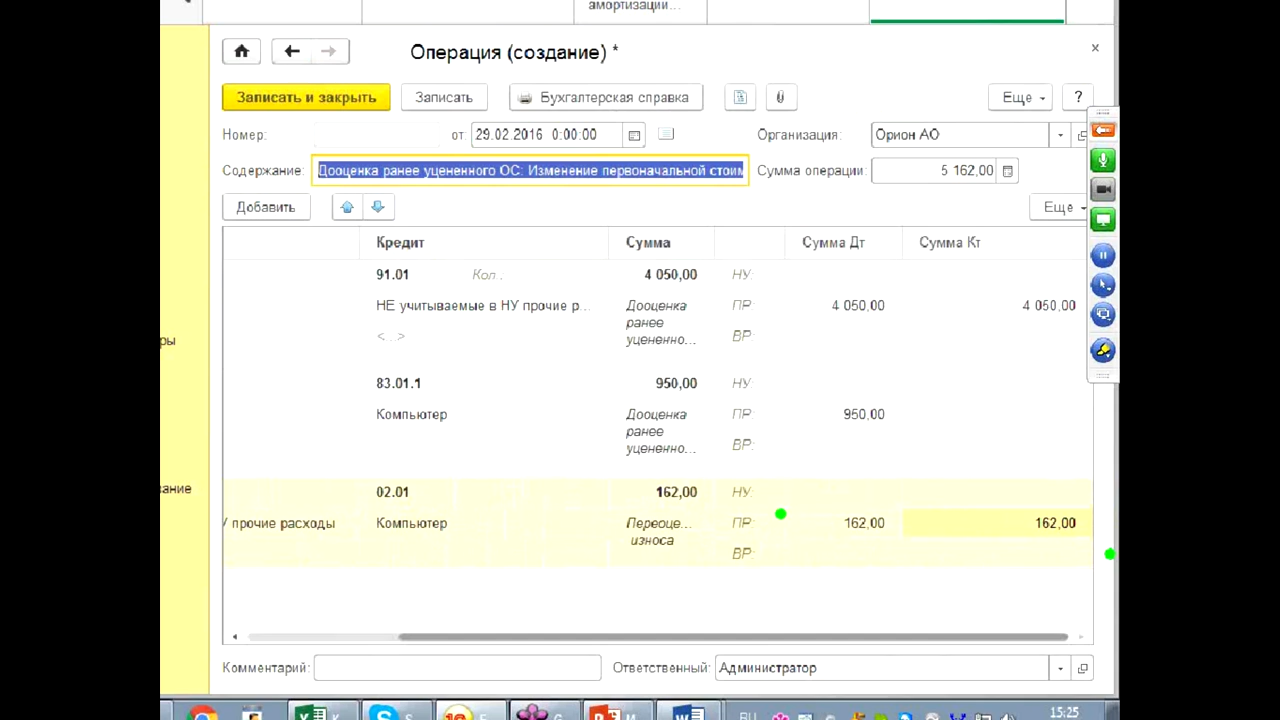 амортизации...
Операция (создание) *
×
Записать и закрыть
Записать
Бухгалтерская справка
Еще
?
Номер:
от: 29.02.2016 0:00:00
Организация: Орион АО
Содержание: Дооценка ранее уцененного ОС: Изменение первоначальной стоим
Сумма операции: 5 162,00
Добавить
Еще
Кредит Сумма Сумма Дт Сумма Кт
91.01 Кол... 4 050,00 НУ:
НЕ учитываемые в НУ прочие р... Дооценка ранее уцененно... ПР: 4 050,00 4 050,00
<...> ВР:
83.01.1 950,00 НУ:
Компьютер Дооценка ранее уцененно... ПР: 950,00
ВР:
02.01 162,00 НУ:
/ прочие расходы Компьютер Переоце... износа ПР: 162,00 162,00
ВР:
ры
ание
Комментарий:
Ответственный: Администратор
RU
15:25